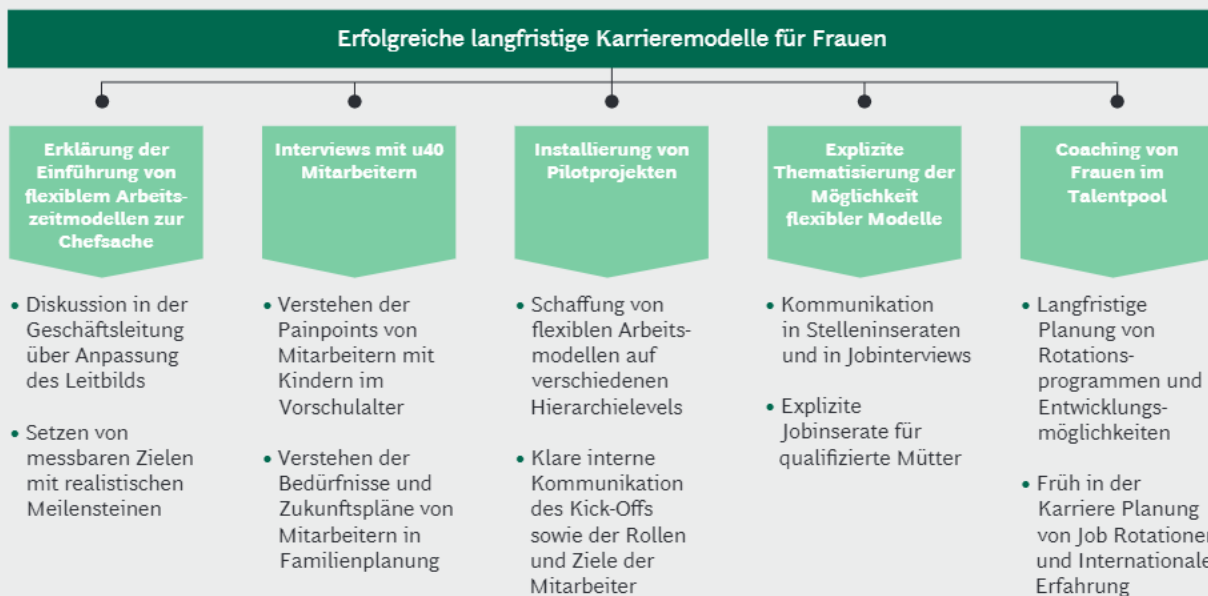 Erfolgreiche langfristige Karrieremodelle für Frauen
Erklärung der
Einführung von
flexiblem Arbeits-
zeitmodellen zur
Chefsache
• Diskussion in der
Geschäftsleitung
über Anpassung
des Leitbilds
• Setzen von
messbaren Zielen
mit realistischen
Meilensteinen
Interviews mit u40
Mitarbeitern
• Verstehen der
Painpoints von
Mitarbeitern mit
Kindern im
Vorschulalter
• Verstehen der
Bedürfnisse und
Zukunftspläne von
Mitarbeitern in
Familienplanung
Installierung von
Pilotprojekten
• Schaffung von
flexiblen Arbeits-
modellen auf
verschiedenen
Hierarchielevels
• Klare interne
Kommunikation
des Kick-Offs
sowie der Rollen
und Ziele der
Mitarbeiter
Explizite
Thematisierung der
Möglichkeit
flexibler Modelle
• Kommunikation
in Stelleninseraten
und in Jobinterviews
• Explizite
Jobinserate für
qualifizierte Mütter
Coaching von
Frauen im
Talentpool
• Langfristige
Planung von
Rotations-
programmen und
Entwicklungs-
möglichkeiten
• Früh in der
Karriere Planung
von Job Rotationen
und Internationale
Erfahrung